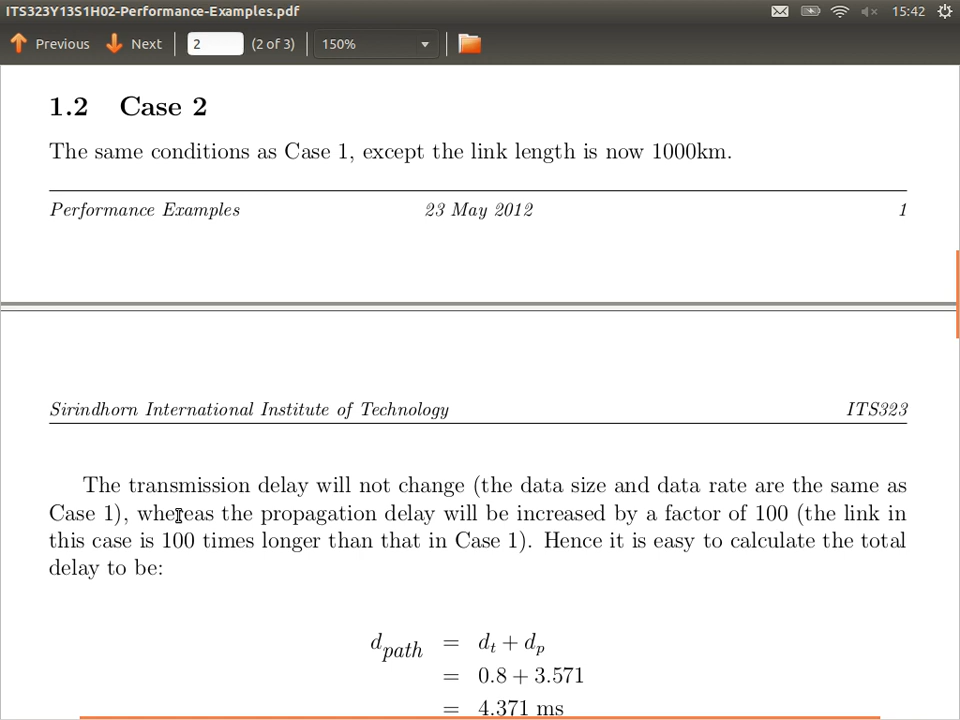 ITS323Y13S1H02-Performance-Examples.pdf 15:42
Previous Next 2 (2 of 3) 150%
1.2 Case 2
The same conditions as Case 1, except the link length is now 1000km.
Performance Examples 23 May 2012 1
Sirindhorn International Institute of Technology ITS323
The transmission delay will not change (the data size and data rate are the same as
Case 1), whereas the propagation delay will be increased by a factor of 100 (the link in
this case is 100 times longer than that in Case 1). Hence it is easy to calculate the total
delay to be:
d_path = d_t + d_p
= 0.8 + 3.571
= 4.371 ms